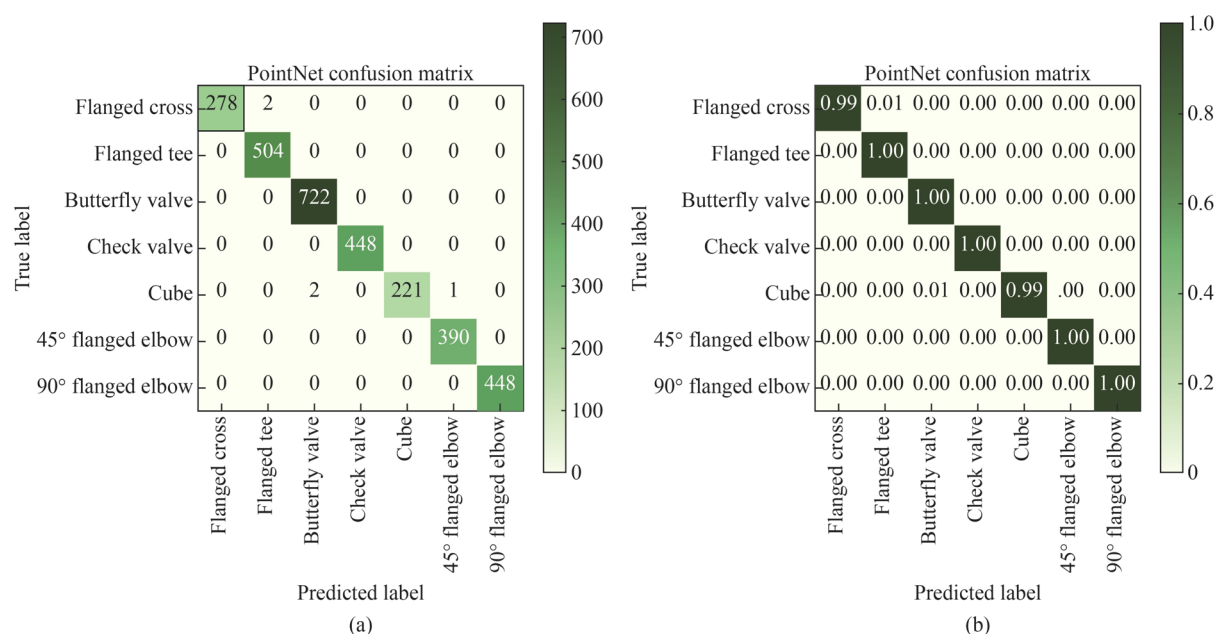 PointNet confusion matrix
True label
Flanged cross 278 2 0 0 0 0 0
Flanged tee 0 504 0 0 0 0 0
Butterfly valve 0 0 722 0 0 0 0
Check valve 0 0 0 448 0 0 0
Cube 0 0 2 0 221 1 0
45° flanged elbow 0 0 0 0 0 390 0
90° flanged elbow 0 0 0 0 0 0 448
Flanged cross
Flanged tee
Butterfly valve
Check valve
Cube
45° flanged elbow
90° flanged elbow
Predicted label
700
600
500
400
300
200
100
0
(a)
PointNet confusion matrix
True label
Flanged cross 0.99 0.01 0.00 0.00 0.00 0.00 0.00
Flanged tee 0.00 1.00 0.00 0.00 0.00 0.00 0.00
Butterfly valve 0.00 0.00 1.00 0.00 0.00 0.00 0.00
Check valve 0.00 0.00 0.00 1.00 0.00 0.00 0.00
Cube 0.00 0.00 0.01 0.00 0.99 .00 0.00
45° flanged elbow 0.00 0.00 0.00 0.00 0.00 1.00 0.00
90° flanged elbow 0.00 0.00 0.00 0.00 0.00 0.00 1.00
Flanged cross
Flanged tee
Butterfly valve
Check valve
Cube
45° flanged elbow
90° flanged elbow
Predicted label
1.0
0.8
0.6
0.4
0.2
0
(b)